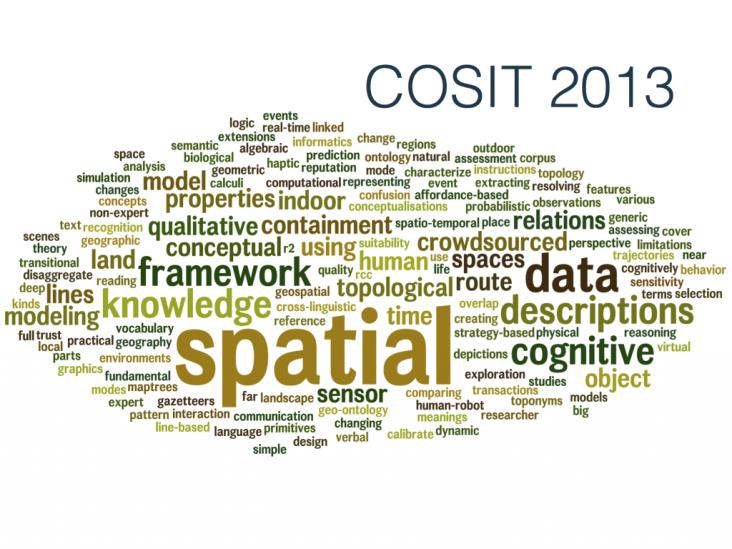 COSIT 2013
events
logic real-time linked
extensions informatics change regions
semantic algebraic outdoor
space biological haptic prediction ontology natural assessment corpus
analysis geometric reputation mode characterize instructions topology
simulation model calculi computational representing event extracting resolving features
changes properties indoor confusion affordance-based
concepts conceptualisations probabilistic observations various
non-expert qualitative containment spatio-temporal place relations generic
text recognition assessing cover
scenes geographic conceptual r2 using suitability crowdsourced perspective limitations
theory land human use spaces trajectories near
transitional framework quality rcc life data cognitively behavior
disaggregate reading topological route sensitivity
deep lines geospatial terms selection
kinds knowledge cross-linguistic overlap descriptions
modeling reference time creating
full trust vocabulary spatial strategy-based physical reasoning
local practical geography cognitive virtual
parts environments depictions
graphics fundamental exploration object
modes maptrees sensor comparing transactions studies
expert gazetteers far landscape human-robot toponyms models
pattern interaction communication geo-ontology meanings researcher big
line-based language primitives changing
design verbal calibrate dynamic
simple